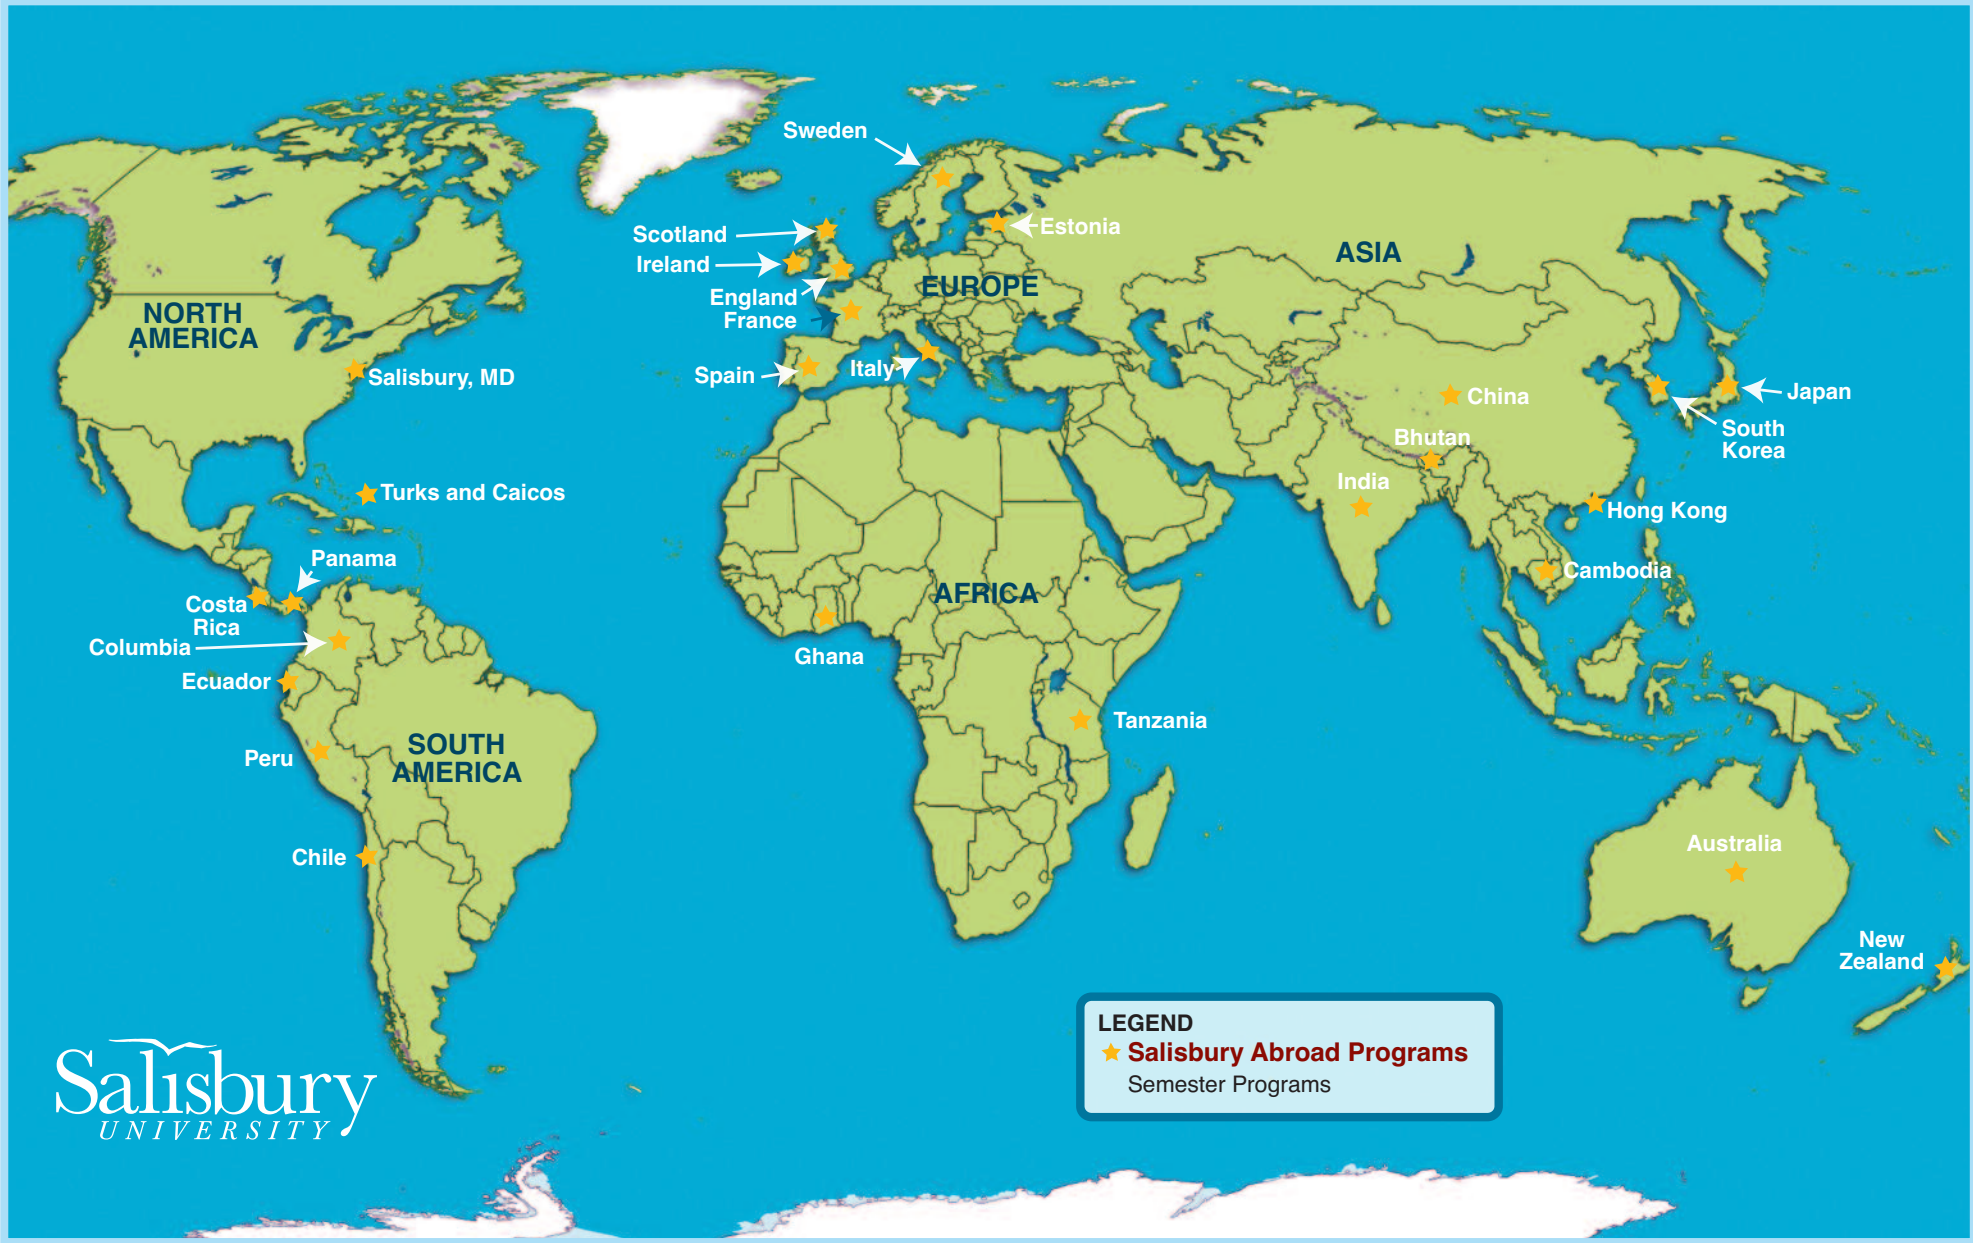 Sweden
Scotland
Estonia
Ireland
ASIA
England
EUROPE
France
NORTH
AMERICA
Spain
Italy
Salisbury, MD
China
Japan
South
Korea
Bhutan
India
Turks and Caicos
Hong Kong
Panama
Cambodia
Costa
Rica
AFRICA
Columbia
Ghana
Ecuador
Tanzania
Peru
SOUTH
AMERICA
Chile
Australia
New
Zealand
LEGEND
Salisbury Abroad Programs
Semester Programs
Salisbury
UNIVERSITY